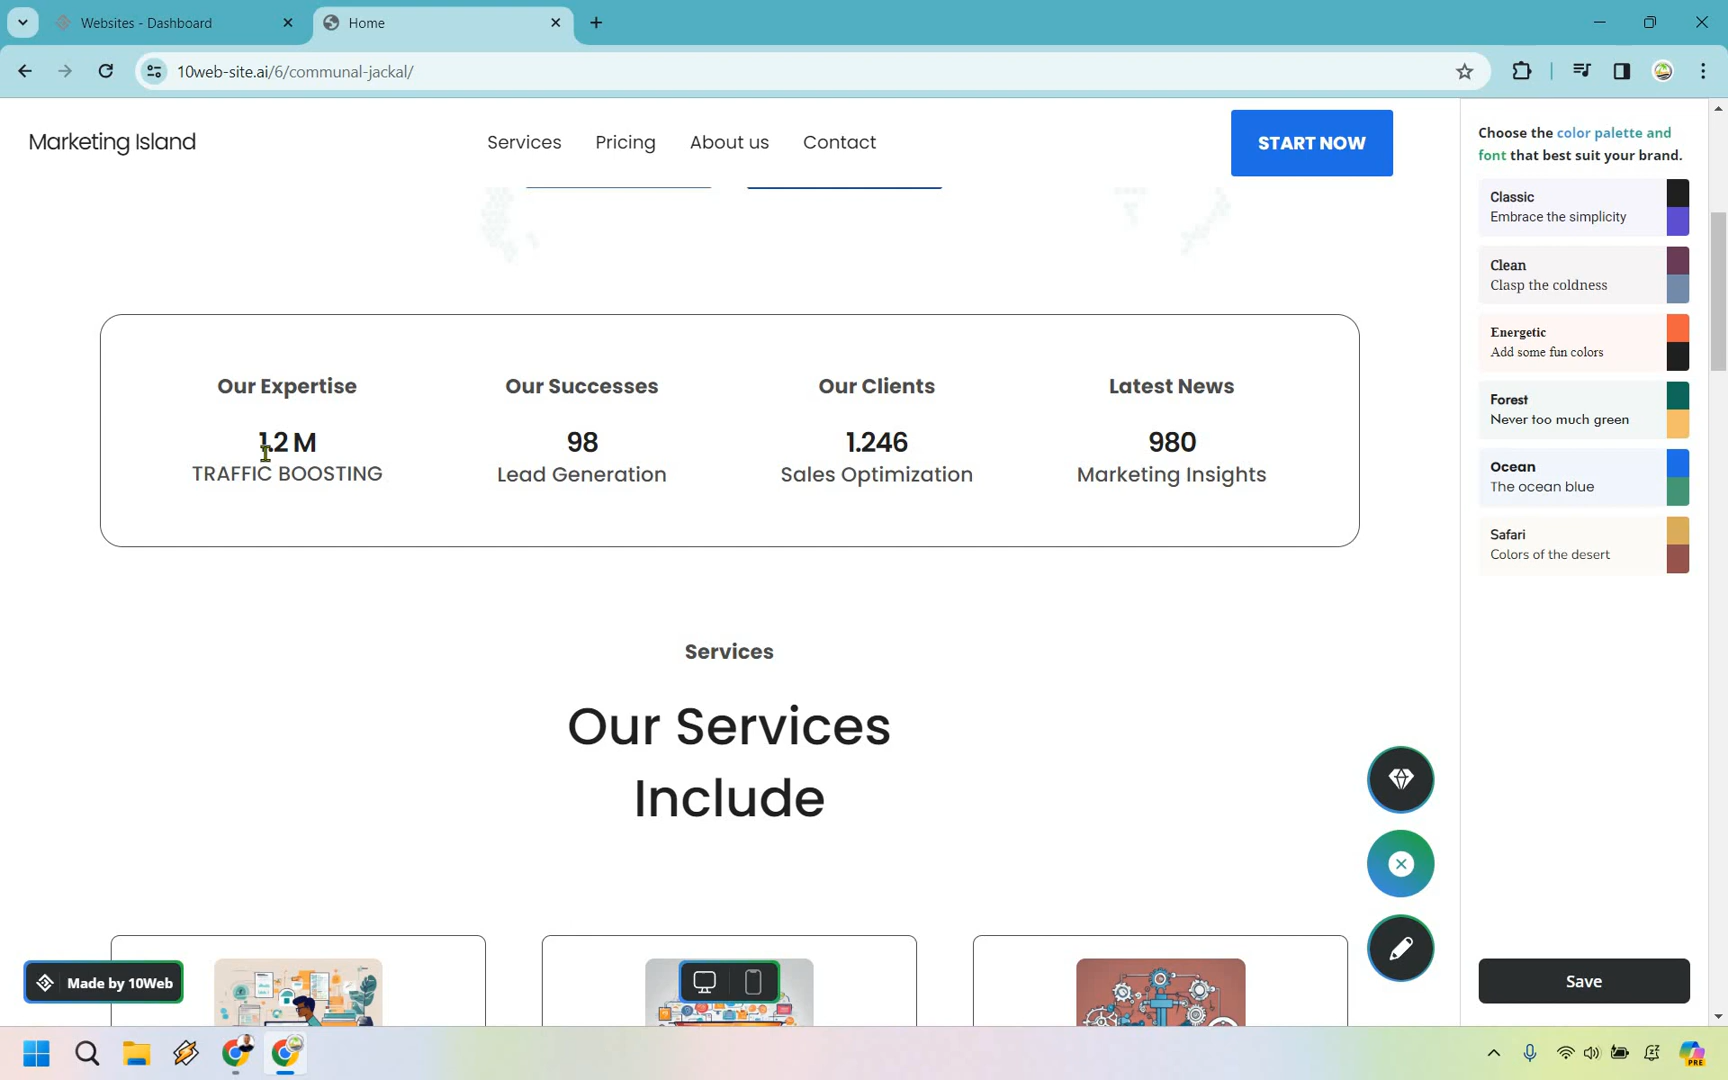 Websites - Dashboard
Home
10web-site.ai/6/communal-jackal/
Marketing Island
Services
Pricing
About us
Contact
START NOW
Choose the color palette and
font that best suit your brand.
Classic
Embrace the simplicity
Clean
Clasp the coldness
Energetic
Add some fun colors
Forest
Never too much green
Ocean
The ocean blue
Safari
Colors of the desert
Our Expertise
1.2 M
TRAFFIC BOOSTING
Our Successes
98
Lead Generation
Our Clients
1.246
Sales Optimization
Latest News
980
Marketing Insights
Services
Our Services
Include
Made by 10Web
Save
PRE